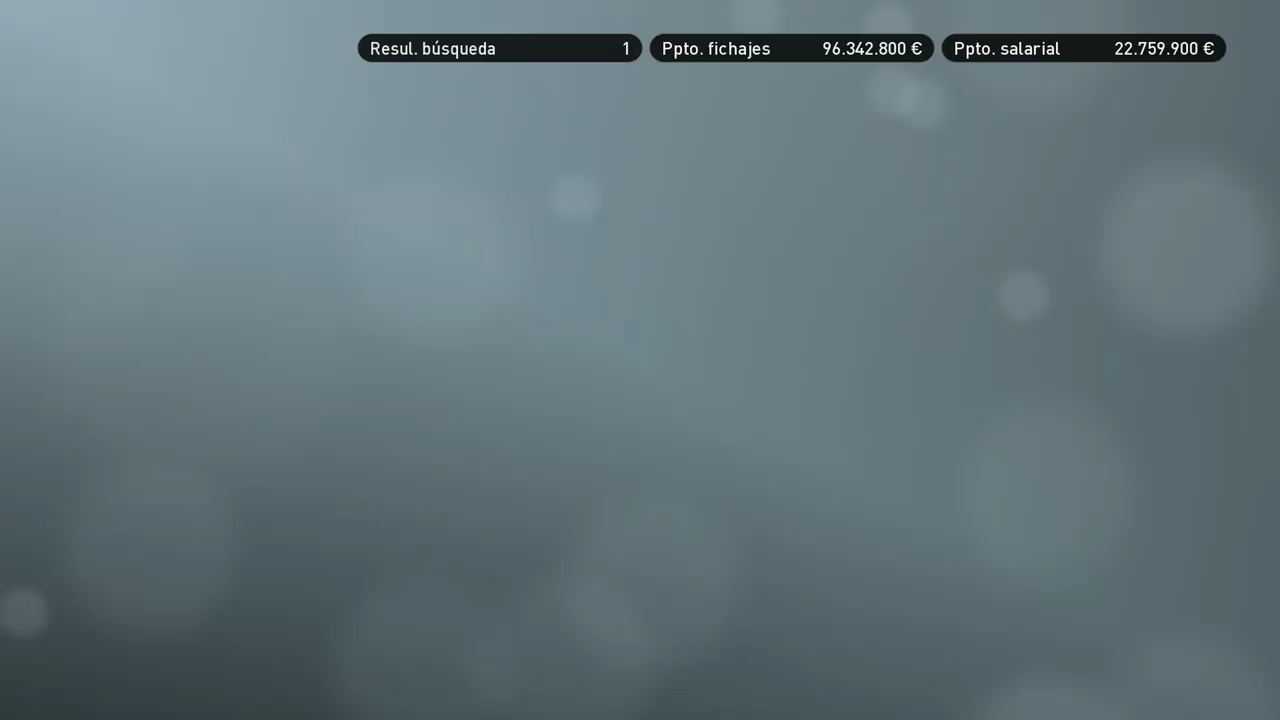 Resul. búsqueda 1 Ppto. fichajes 96.342.800 € Ppto. salarial 22.759.900 €